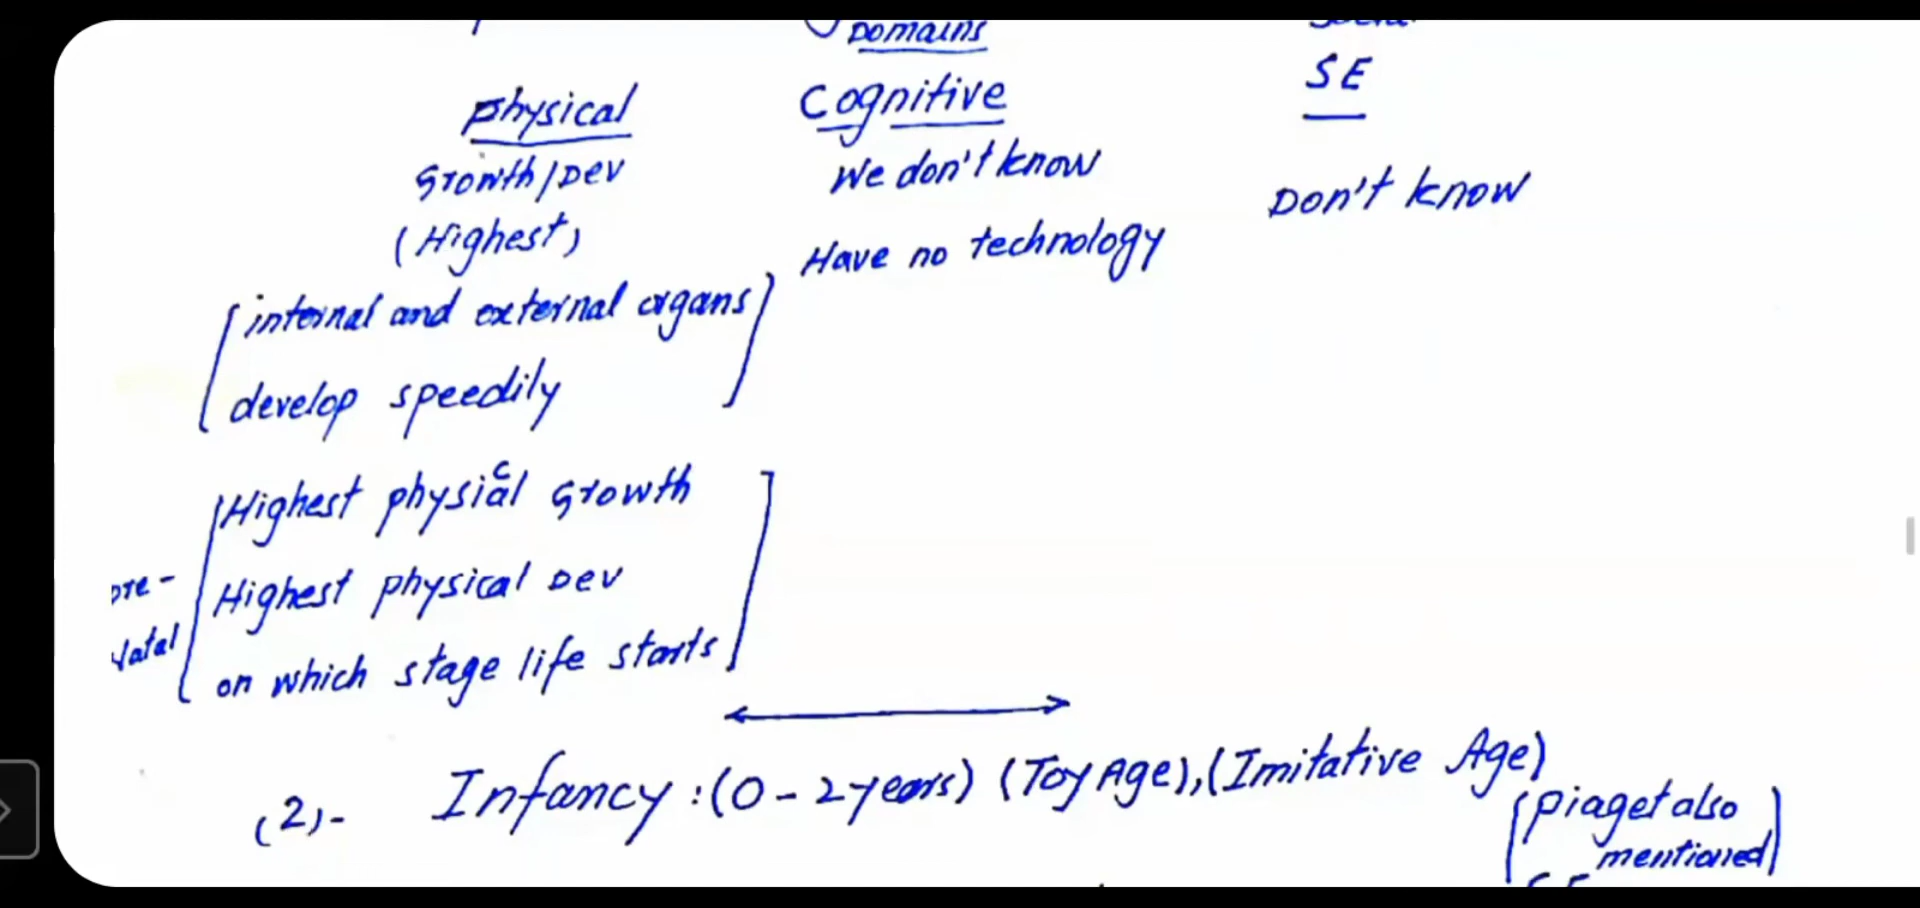 Domains
SE
Physical
Cognitive
Growth/Dev
We don't know
Don't know
(Highest)
Have no technology
internal and external organs
develop speedily
Highest physical Growth
Highest physical Dev
on which stage life starts
(2)- Infancy: (0-2 years) (Toy Age), (Imitative Age)
(Piaget also
mentioned)